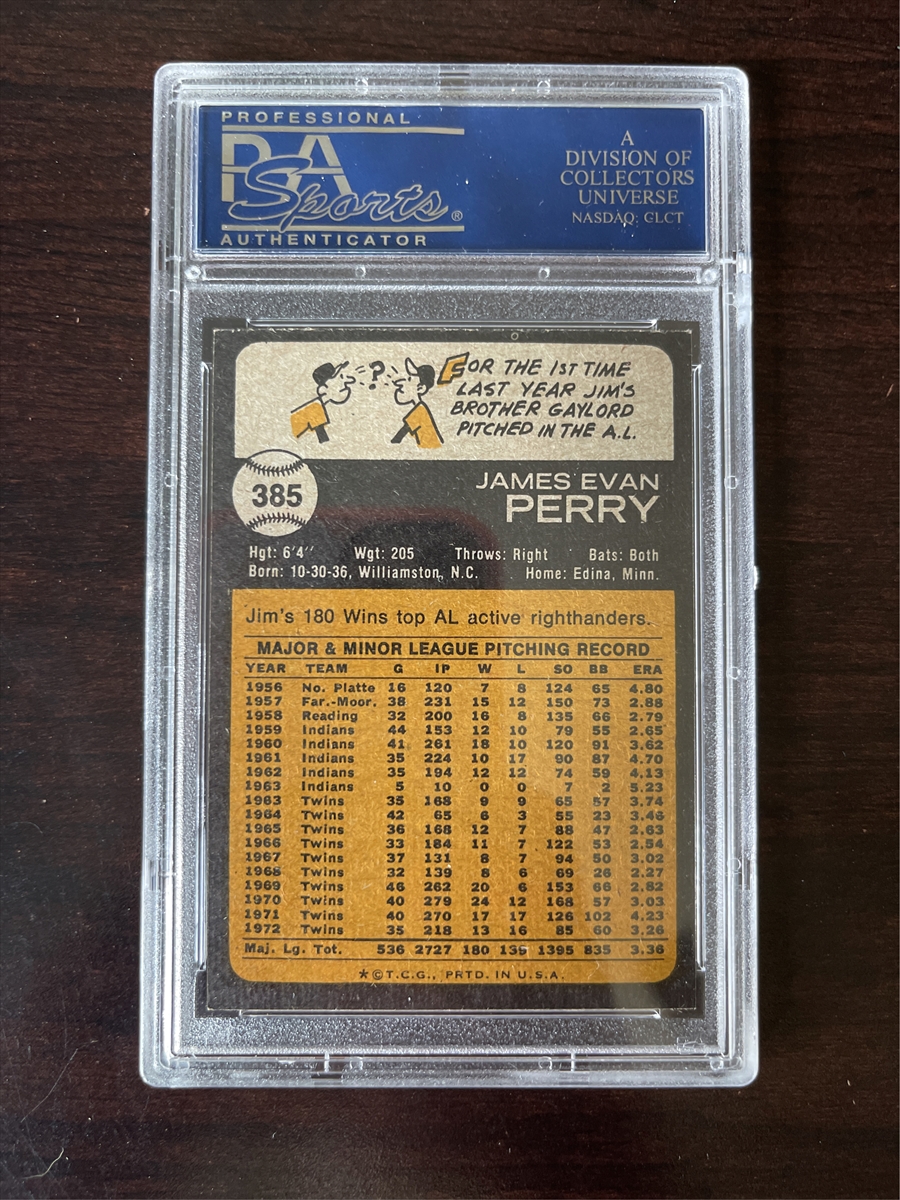 PROFESSIONAL
PSA
Sports®
AUTHENTICATOR
A
DIVISION OF
COLLECTORS
UNIVERSE
NASDAQ: CLCT
FOR THE 1ST TIME
LAST YEAR JIM'S
BROTHER GAYLORD
PITCHED IN THE A.L.
?
385
JAMES EVAN
PERRY
Hgt: 6'4" Wgt: 205 Throws: Right Bats: Both
Born: 10-30-36, Williamston, N.C. Home: Edina, Minn.
Jim's 180 Wins top AL active righthanders.
MAJOR & MINOR LEAGUE PITCHING RECORD
YEAR TEAM G IP W L SO BB ERA
1956 No. Platte 16 120 7 8 124 65 4.80
1957 Far.-Moor. 38 231 15 12 150 73 2.88
1958 Reading 32 200 16 8 135 66 2.79
1959 Indians 44 153 12 10 79 55 2.65
1960 Indians 41 261 18 10 120 91 3.62
1961 Indians 35 224 10 17 90 87 4.70
1962 Indians 35 194 12 12 74 59 4.13
1963 Indians 5 10 0 0 7 2 5.23
1963 Twins 35 168 9 9 65 57 3.74
1964 Twins 42 65 6 3 55 23 3.46
1965 Twins 36 168 12 7 88 47 2.63
1966 Twins 33 184 11 7 122 53 2.54
1967 Twins 37 131 8 7 94 50 3.02
1968 Twins 32 139 8 6 69 26 2.27
1969 Twins 46 262 20 6 153 66 2.82
1970 Twins 40 279 24 12 168 57 3.03
1971 Twins 40 270 17 17 126 102 4.23
1972 Twins 35 218 13 16 85 60 3.26
Maj. Lg. Tot. 536 2727 180 139 1395 835 3.36
*©T.C.G., PRTD. IN U.S.A.